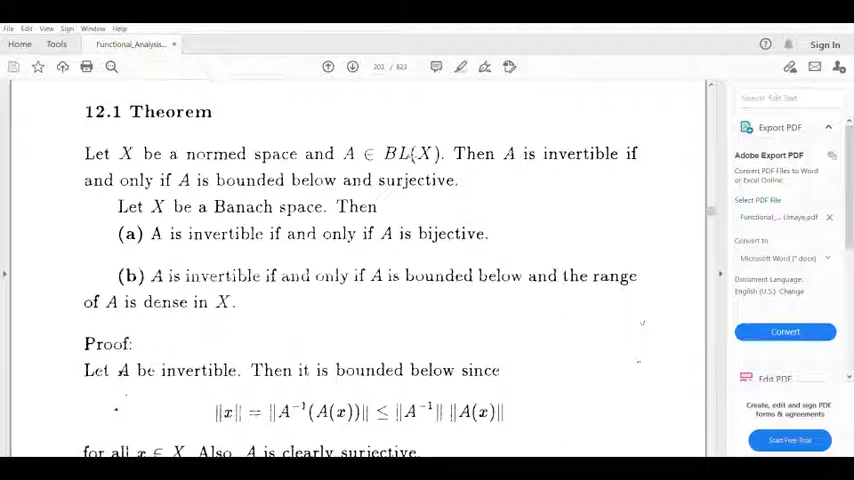 File Edit View Sign Window Help
Home Tools Functional_Analysis... × Sign In
203 / 623
12.1 Theorem
Let X be a normed space and A ∈ BL(X). Then A is invertible if
and only if A is bounded below and surjective.
Let X be a Banach space. Then
(a) A is invertible if and only if A is bijective.
(b) A is invertible if and only if A is bounded below and the range
of A is dense in X.
Proof:
Let A be invertible. Then it is bounded below since
||x|| = ||A⁻¹(A(x))|| ≤ ||A⁻¹|| ||A(x)||
for all x ∈ X. Also, A is clearly surjective.
Search 'Edit Text'
Export PDF
Adobe Export PDF
Convert PDF Files to Word
or Excel Online.
Select PDF File
Functional_... Limaye.pdf ×
Convert to
Microsoft Word (*.docx)
Document Language:
English (U.S.) Change
Convert
Edit PDF
Create, edit and sign PDF
forms & agreements
Start Free Trial